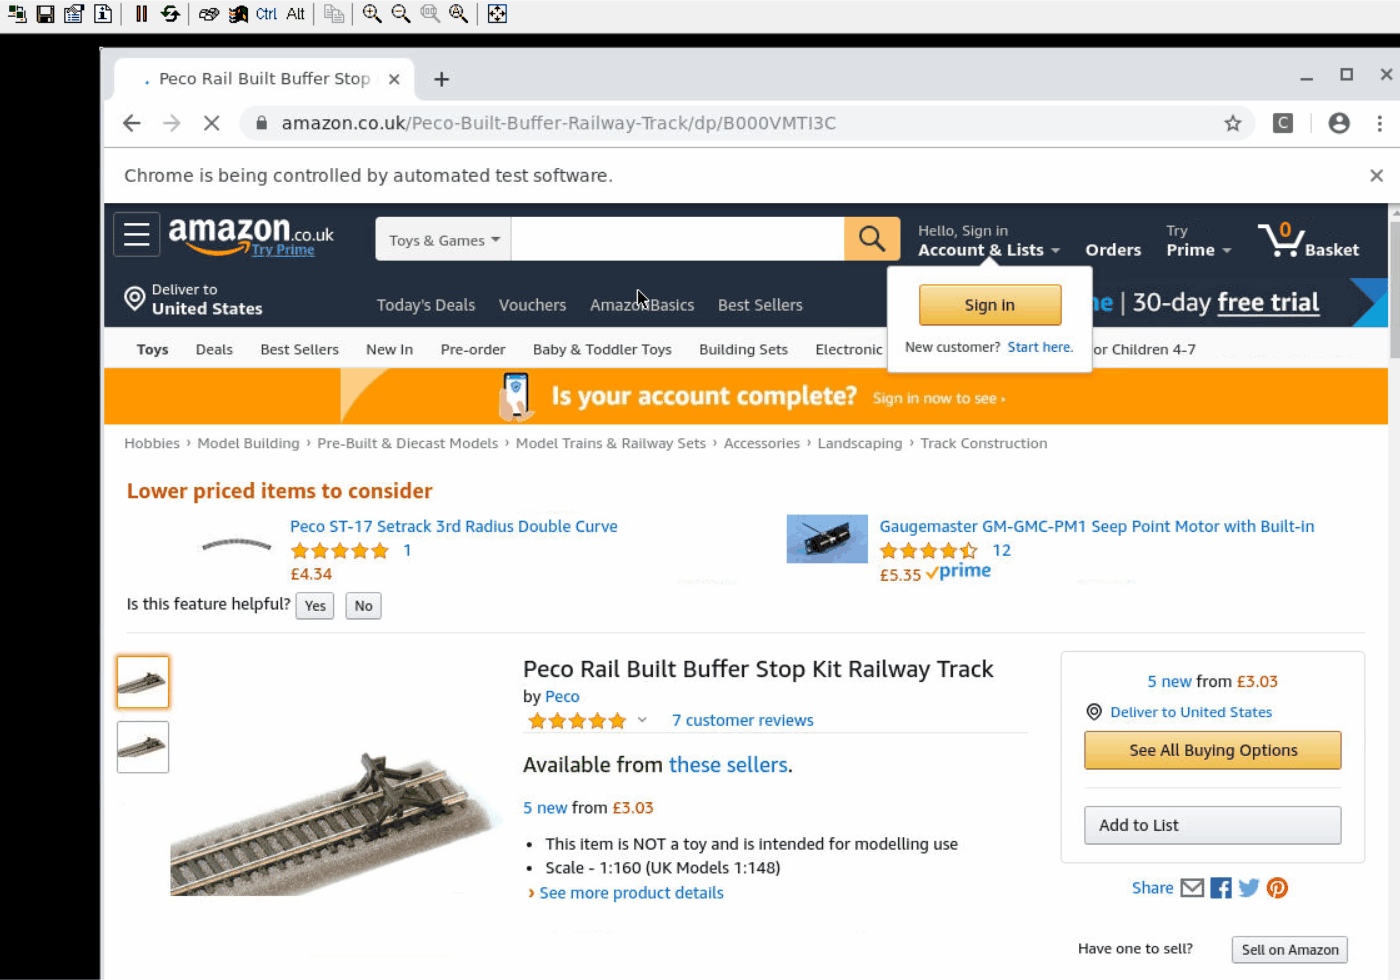 Ctrl Alt
Peco Rail Built Buffer Stop
amazon.co.uk/Peco-Built-Buffer-Railway-Track/dp/B000VMTI3C
C
Chrome is being controlled by automated test software.
amazon.co.uk
Try Prime
Toys & Games
Hello, Sign in
Account & Lists
Orders
Try
Prime
0
Basket
Deliver to
United States
Today's Deals Vouchers AmazonBasics Best Sellers
| 30-day free trial
Sign in
New customer? Start here.
Toys Deals Best Sellers New In Pre-order Baby & Toddler Toys Building Sets Electronic or Children 4-7
Is your account complete? Sign in now to see ›
Hobbies › Model Building › Pre-Built & Diecast Models › Model Trains & Railway Sets › Accessories › Landscaping › Track Construction
Lower priced items to consider
Peco ST-17 Setrack 3rd Radius Double Curve
1
£4.34
Gaugemaster GM-GMC-PM1 Seep Point Motor with Built-in
12
£5.35 prime
Is this feature helpful? Yes No
Peco Rail Built Buffer Stop Kit Railway Track
by Peco
7 customer reviews
Available from these sellers.
5 new from £3.03
• This item is NOT a toy and is intended for modelling use
• Scale - 1:160 (UK Models 1:148)
› See more product details
5 new from £3.03
Deliver to United States
See All Buying Options
Add to List
Share
Have one to sell? Sell on Amazon